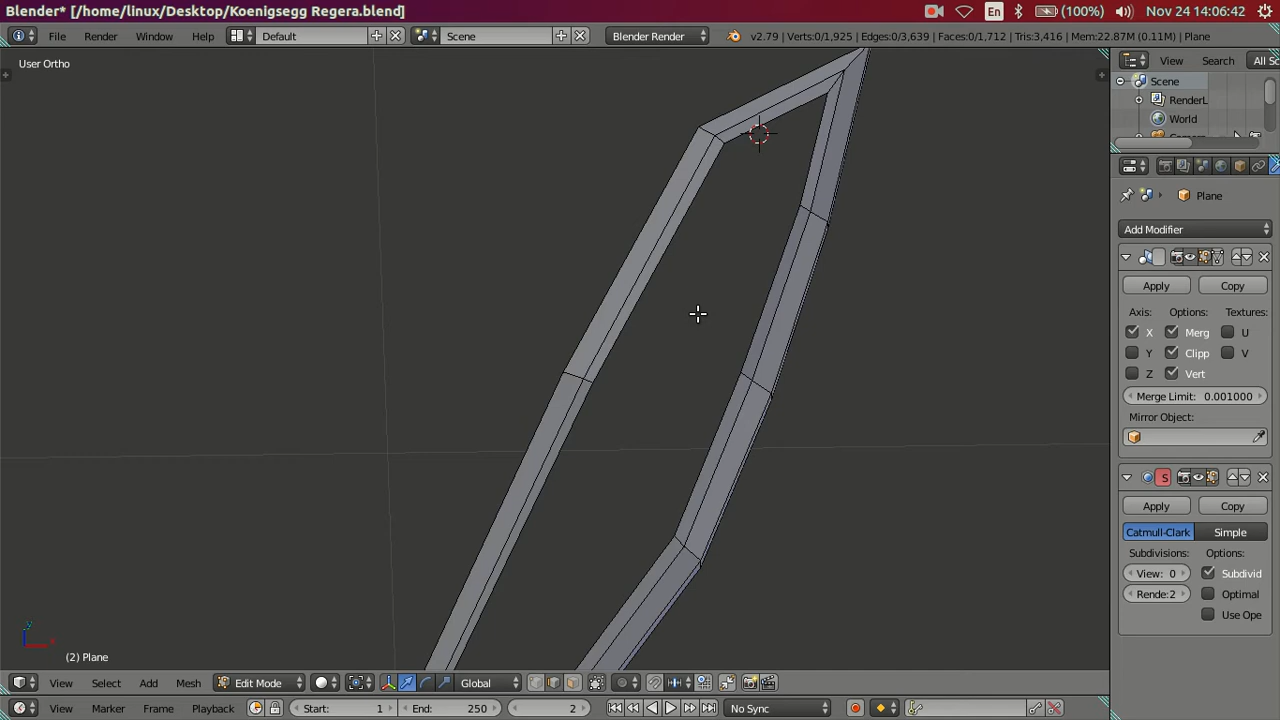 Blender* [/home/linux/Desktop/Koenigsegg Regera.blend]
En
(100%)
Nov 24 14:06:42
File
Render
Window
Help
Default
Scene
Blender Render
v2.79 | Verts:0/1,925 | Edges:0/3,639 | Faces:0/1,712 | Tris:3,416 | Mem:22.87M (0.11M) | Plane
View
Search
All Sc
User Ortho
Scene
RenderL
World
Plane
Add Modifier
Apply
Copy
Axis:
Options:
Textures:
X
Merg
U
Y
Clipp
V
Z
Vert
Merge Limit: 0.001000
Mirror Object:
S
Apply
Copy
Catmull-Clark
Simple
Subdivisions:
Options:
View: 0
Subdivid
Rende:2
Optimal
Use Ope
y
x
(2) Plane
View
Select
Add
Mesh
Edit Mode
Global
View
Marker
Frame
Playback
Start: 1
End: 250
2
No Sync